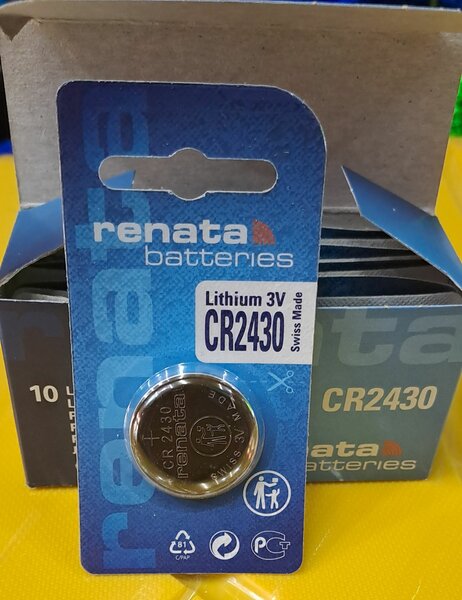 renata
batteries
Lithium 3V
CR2430
Swiss Made
renata
CR 2430
renata
SWISS 3V MADE
81
C/PAP
10
CR2430
renata
batteries